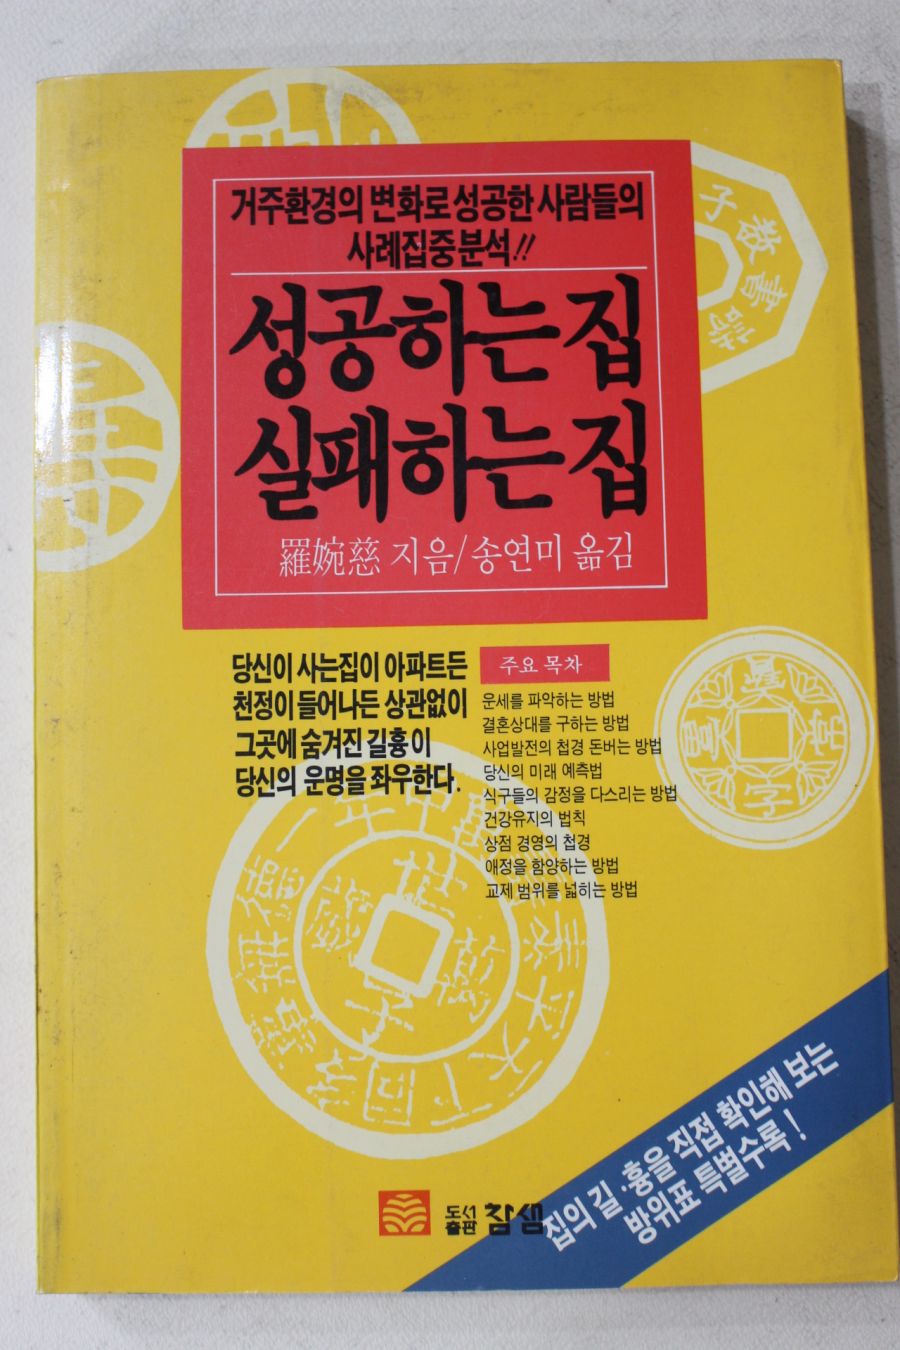 거주환경의 변화로 성공한 사람들의
사례집중분석!!
성공하는 집
실패하는 집
羅婉慈 지음/송연미 옮김
당신이 사는집이 아파트든
천정이 들어나든 상관없이
그곳에 숨겨진 길흉이
당신의 운명을 좌우한다.
주요 목차
운세를 파악하는 방법
결혼상대를 구하는 방법
사업발전의 첩경 돈버는 방법
당신의 미래 예측법
식구들의 감정을 다스리는 방법
건강유지의 법칙
상점 경영의 첩경
애정을 함양하는 방법
교제 범위를 넓히는 방법
집의 길·흉을 직접 확인해 보는
방위표 특별수록!
도서출판 참샘
子教書詩